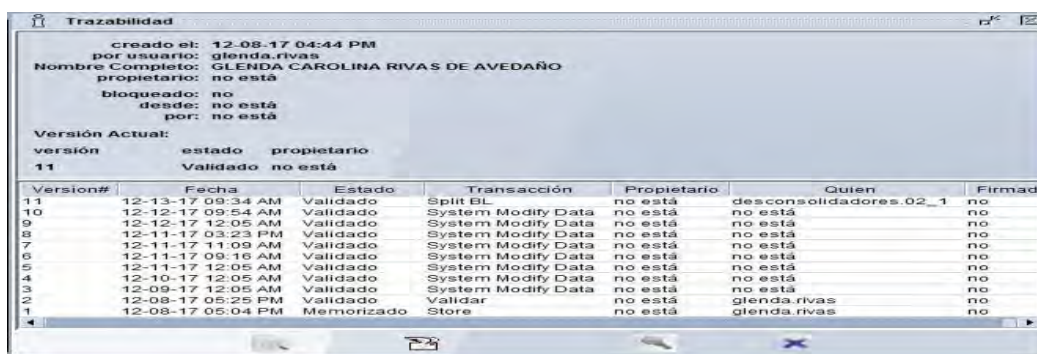 Trazabilidad
creado el: 12-08-17 04:44 PM
por usuario: glenda.rivas
Nombre Completo: GLENDA CAROLINA RIVAS DE AVEDAÑO
propietario: no está
bloqueado: no
desde: no está
por: no está
Versión Actual:
versión estado propietario
11 Validado no está
Version# Fecha Estado Transacción Propietario Quien Firmad
11 12-13-17 09:34 AM Validado Split BL no está desconsolidadores.02_1 no
10 12-12-17 09:54 AM Validado System Modify Data no está no está no
9 12-12-17 12:05 AM Validado System Modify Data no está no está no
8 12-11-17 03:23 PM Validado System Modify Data no está no está no
7 12-11-17 11:09 AM Validado System Modify Data no está no está no
6 12-11-17 09:16 AM Validado System Modify Data no está no está no
5 12-11-17 12:05 AM Validado System Modify Data no está no está no
4 12-10-17 12:05 AM Validado System Modify Data no está no está no
3 12-09-17 12:05 AM Validado System Modify Data no está no está no
2 12-08-17 05:25 PM Validado Validar no está glenda.rivas no
1 12-08-17 05:04 PM Memorizado Store no está glenda.rivas no